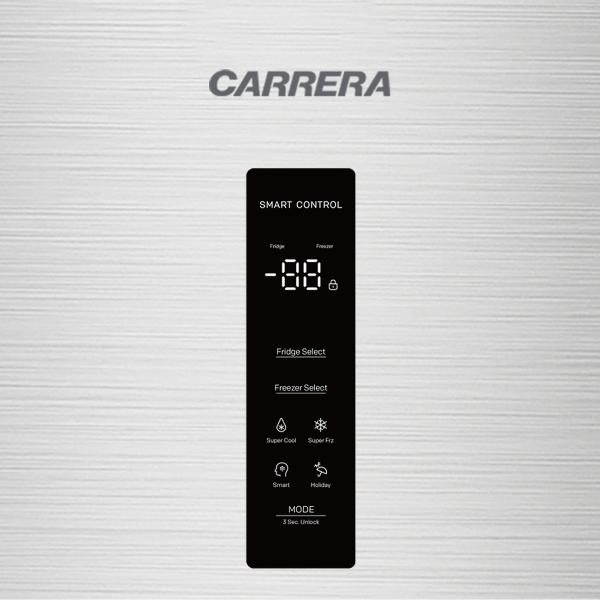 CARRERA
SMART CONTROL
Fridge Freezer
-88
Fridge Select
Freezer Select
Super Cool Super Frz
Smart Holiday
MODE
3 Sec. Unlock